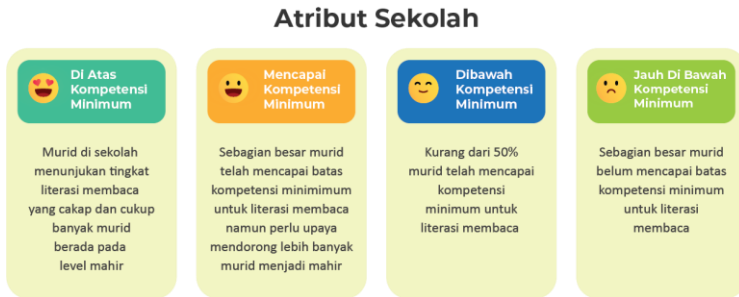 Atribut Sekolah
Di Atas
Kompetensi
Minimum
Murid di sekolah
menunjukan tingkat
literasi membaca
yang cakap dan cukup
banyak murid
berada pada
level mahir
Mencapai
Kompetensi
Minimum
Sebagian besar murid
telah mencapai batas
kompetensi minimimum
untuk literasi membaca
namun perlu upaya
mendorong lebih banyak
murid menjadi mahir
Dibawah
Kompetensi
Minimum
Kurang dari 50%
murid telah mencapai
kompetensi
minimum untuk
literasi membaca
Jauh Di Bawah
Kompetensi
Minimum
Sebagian besar murid
belum mencapai batas
kompetensi minimum
untuk literasi
membaca